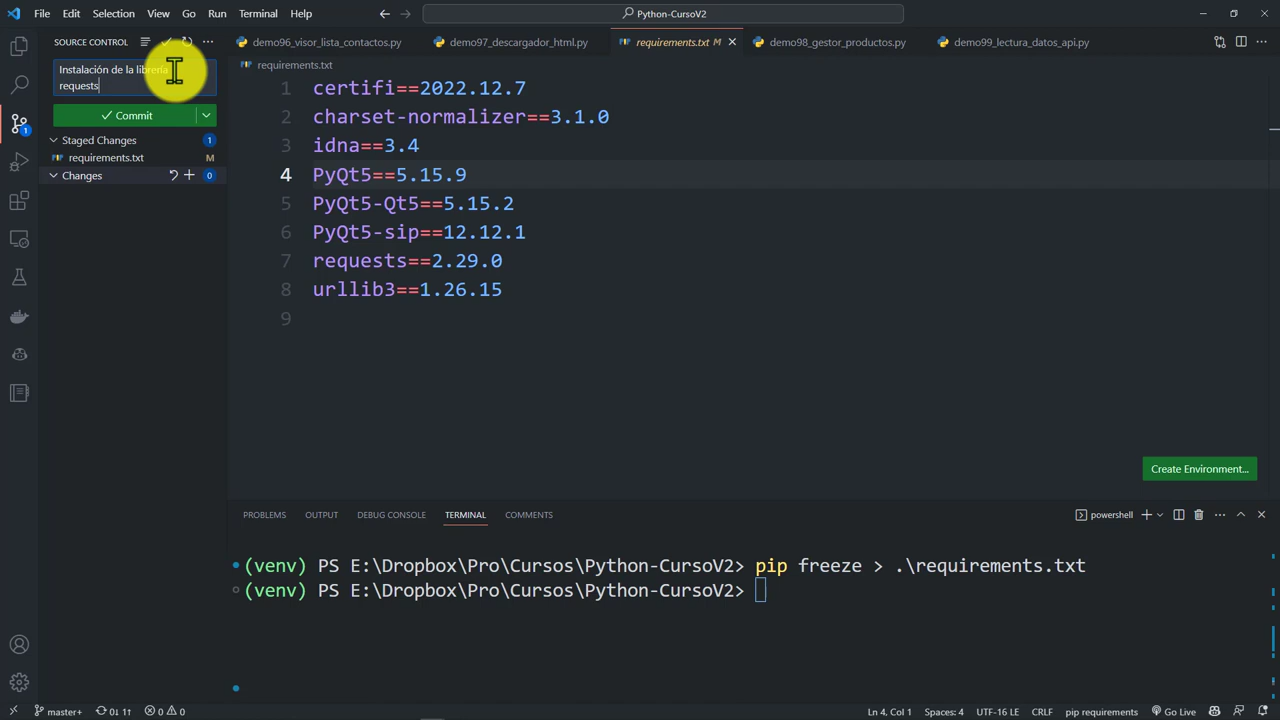 File Edit Selection View Go Run Terminal Help
Python-CursoV2
SOURCE CONTROL
demo96_visor_lista_contactos.py
demo97_descargador_html.py
requirements.txt M
demo98_gestor_productos.py
demo99_lectura_datos_api.py
Instalación de la librería
requests
Commit
Staged Changes 1
requirements.txt M
Changes 0
1
requirements.txt
1 certifi==2022.12.7
2 charset-normalizer==3.1.0
3 idna==3.4
4 PyQt5==5.15.9
5 PyQt5-Qt5==5.15.2
6 PyQt5-sip==12.12.1
7 requests==2.29.0
8 urllib3==1.26.15
9
Create Environment...
PROBLEMS OUTPUT DEBUG CONSOLE TERMINAL COMMENTS
powershell
(venv) PS E:\Dropbox\Pro\Cursos\Python-CursoV2> pip freeze > .\requirements.txt
(venv) PS E:\Dropbox\Pro\Cursos\Python-CursoV2>
master+ 0↓ 1↑ 0 0 Ln 4, Col 1 Spaces: 4 UTF-16 LE CRLF pip requirements Go Live